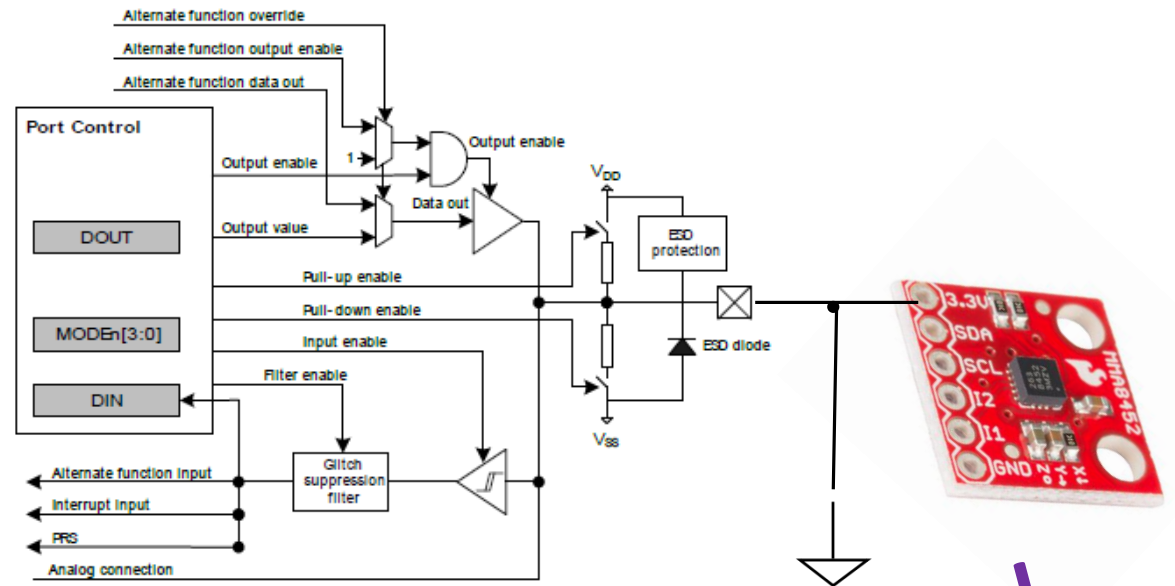 Alternate function override
Alternate function output enable
Alternate function data out
Port Control
Output enable
1
Output enable
Data out
VDD
DOUT
Output value
ESD
protection
Pull-up enable
Pull-down enable
MODEn[3:0]
Input enable
ESD diode
Filter enable
DIN
VSS
Glitch
suppression
filter
Alternate function input
Interrupt input
PRS
Analog connection
3.3V
SDA
SCL
I2
I1
GND
MMA8452
Z
Y
X